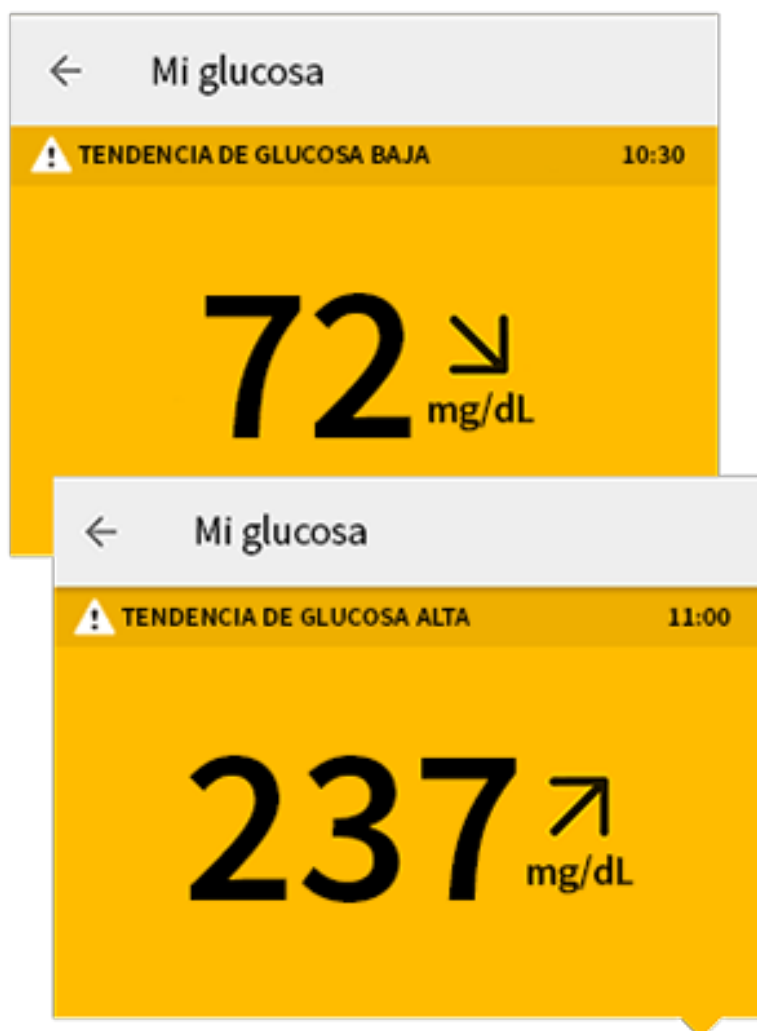 Mi glucosa
TENDENCIA DE GLUCOSA BAJA 10:30
72 mg/dL
Mi glucosa
TENDENCIA DE GLUCOSA ALTA 11:00
237 mg/dL